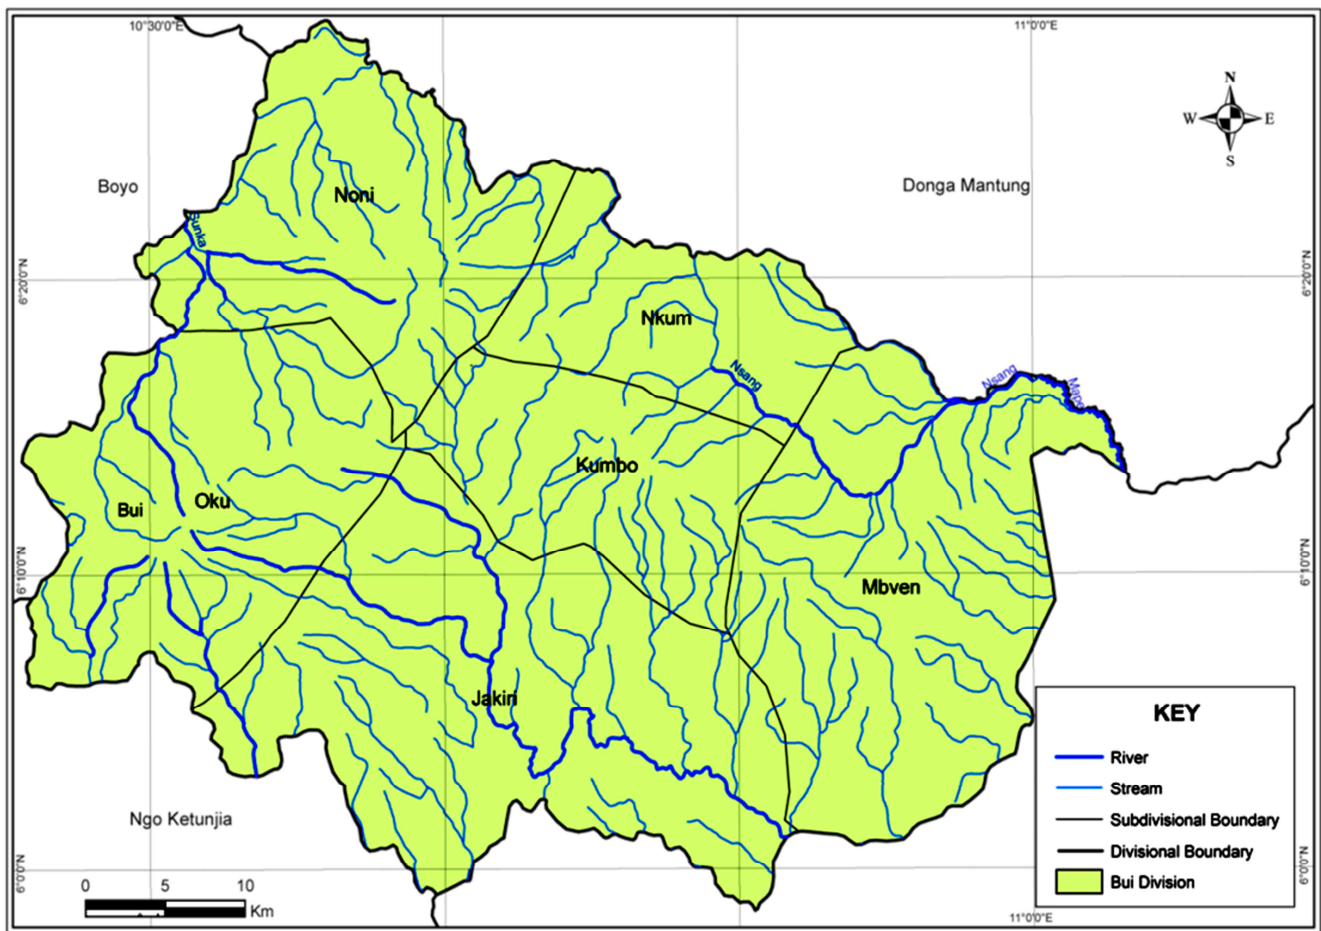 10°30'0"E
11°0'0"E
N
W E
S
Boyo
Donga Mantung
Noni
Sunka
6°20'0"N
6°20'0"N
Nkum
Nsang
Nsang
Mape
Kumbo
Oku
Bui
6°10'0"N
6°10'0"N
Mbven
Jakiri
KEY
River
Stream
Subdivisional Boundary
Divisional Boundary
Bui Division
Ngo Ketunjia
6°0'0"N
6°0'0"N
0 5 10
Km
11°0'0"E